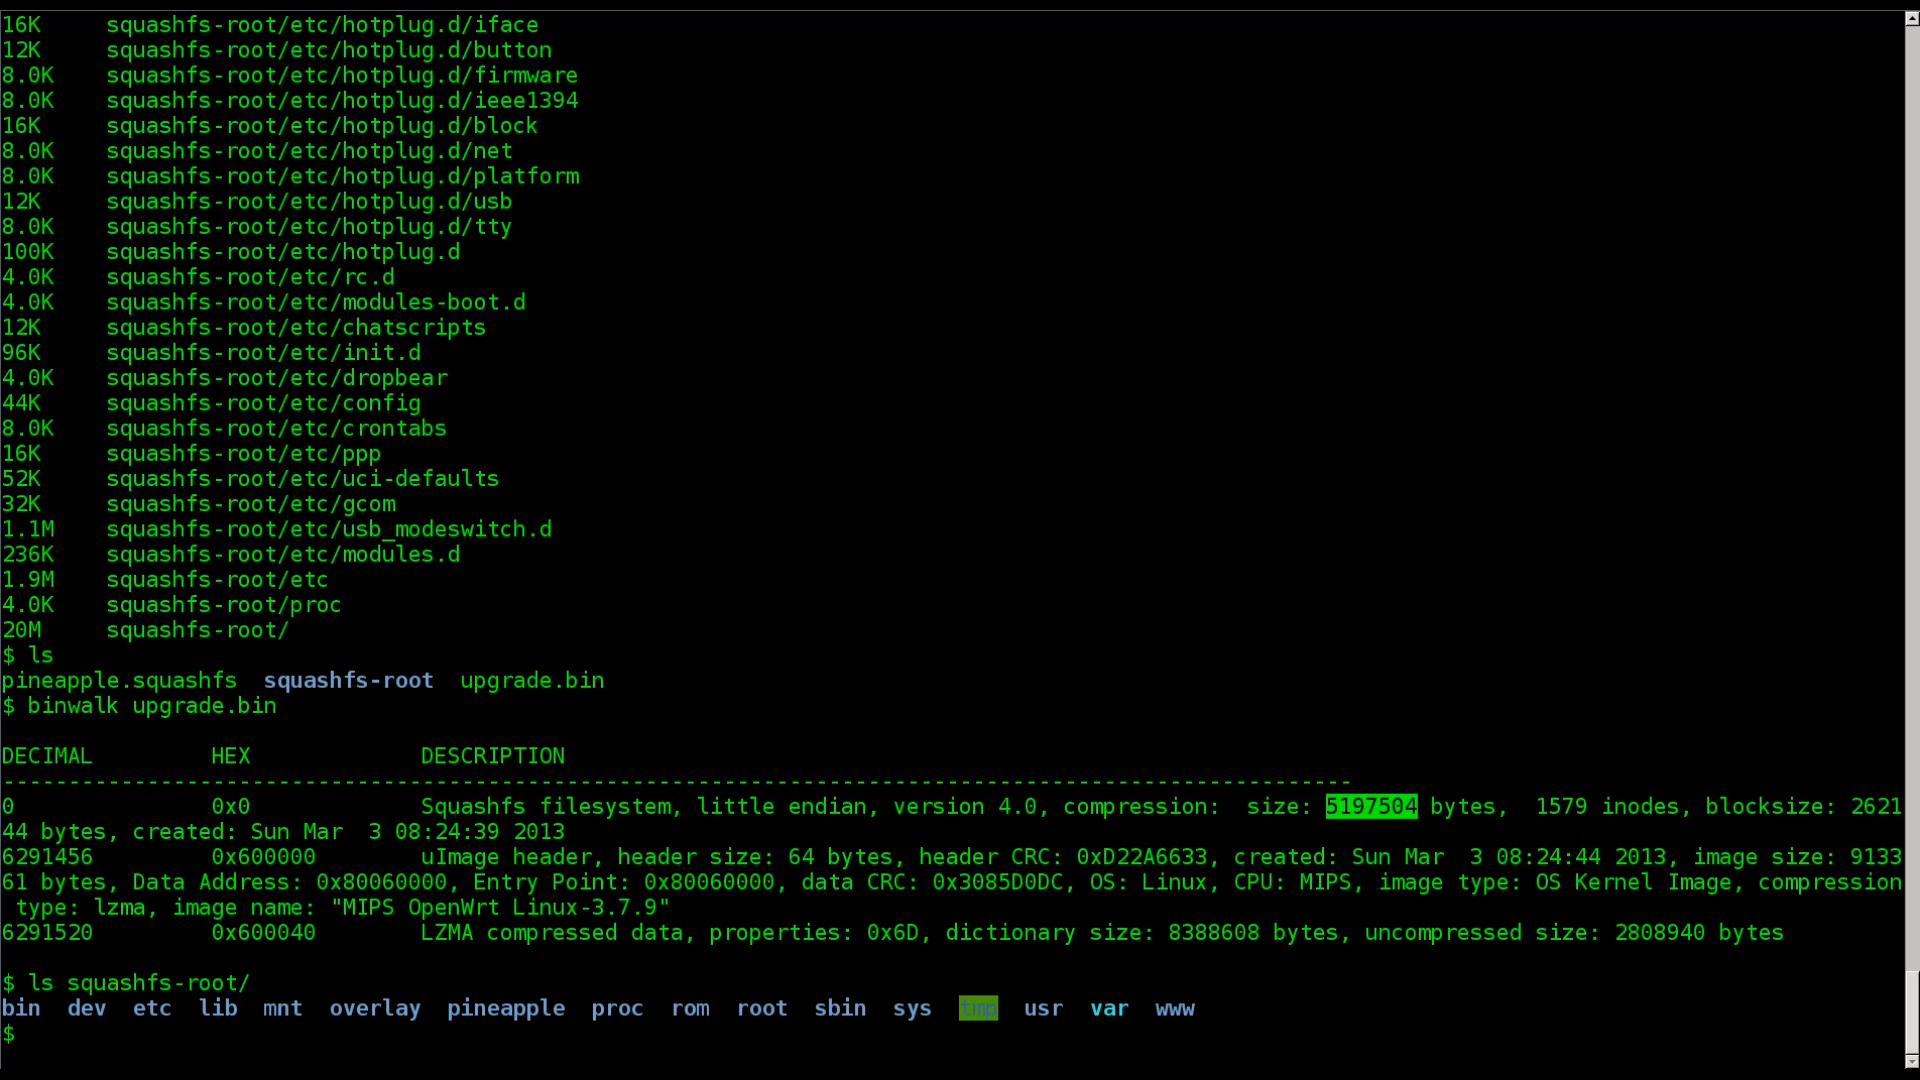 16K     squashfs-root/etc/hotplug.d/iface
12K     squashfs-root/etc/hotplug.d/button
8.0K    squashfs-root/etc/hotplug.d/firmware
8.0K    squashfs-root/etc/hotplug.d/ieee1394
16K     squashfs-root/etc/hotplug.d/block
8.0K    squashfs-root/etc/hotplug.d/net
8.0K    squashfs-root/etc/hotplug.d/platform
12K     squashfs-root/etc/hotplug.d/usb
8.0K    squashfs-root/etc/hotplug.d/tty
100K    squashfs-root/etc/hotplug.d
4.0K    squashfs-root/etc/rc.d
4.0K    squashfs-root/etc/modules-boot.d
12K     squashfs-root/etc/chatscripts
96K     squashfs-root/etc/init.d
4.0K    squashfs-root/etc/dropbear
44K     squashfs-root/etc/config
8.0K    squashfs-root/etc/crontabs
16K     squashfs-root/etc/ppp
52K     squashfs-root/etc/uci-defaults
32K     squashfs-root/etc/gcom
1.1M    squashfs-root/etc/usb_modeswitch.d
236K    squashfs-root/etc/modules.d
1.9M    squashfs-root/etc
4.0K    squashfs-root/proc
20M     squashfs-root/
$ ls
pineapple.squashfs  squashfs-root  upgrade.bin
$ binwalk upgrade.bin

DECIMAL         HEX             DESCRIPTION
-------------------------------------------------------------------------------------------------------
0               0x0             Squashfs filesystem, little endian, version 4.0, compression:  size: 5197504 bytes,  1579 inodes, blocksize: 2621
44 bytes, created: Sun Mar  3 08:24:39 2013
6291456         0x600000        uImage header, header size: 64 bytes, header CRC: 0xD22A6633, created: Sun Mar  3 08:24:44 2013, image size: 9133
61 bytes, Data Address: 0x80060000, Entry Point: 0x80060000, data CRC: 0x3085D0DC, OS: Linux, CPU: MIPS, image type: OS Kernel Image, compression
 type: lzma, image name: "MIPS OpenWrt Linux-3.7.9"
6291520         0x600040        LZMA compressed data, properties: 0x6D, dictionary size: 8388608 bytes, uncompressed size: 2808940 bytes

$ ls squashfs-root/
bin  dev  etc  lib  mnt  overlay  pineapple  proc  rom  root  sbin  sys  tmp  usr  var  www
$